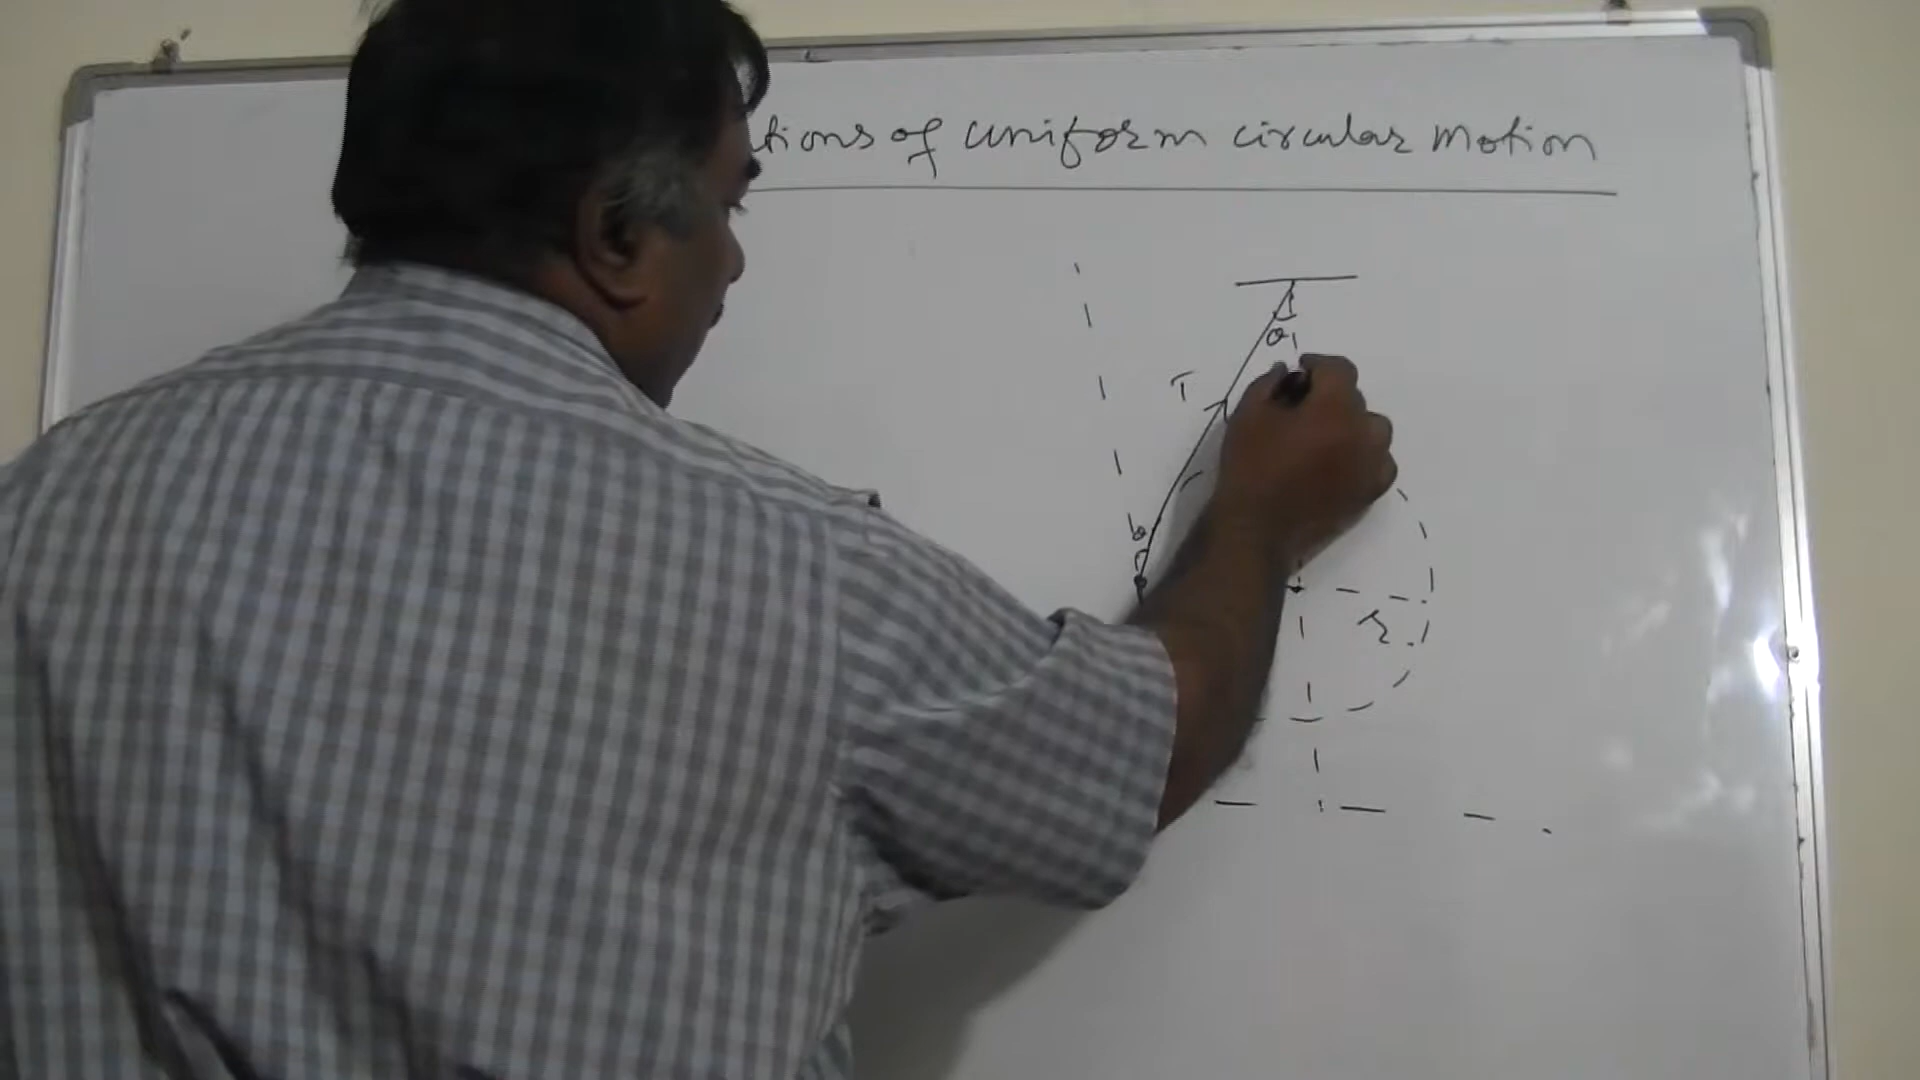 tions of uniform circular motion
θ
T
θ
r